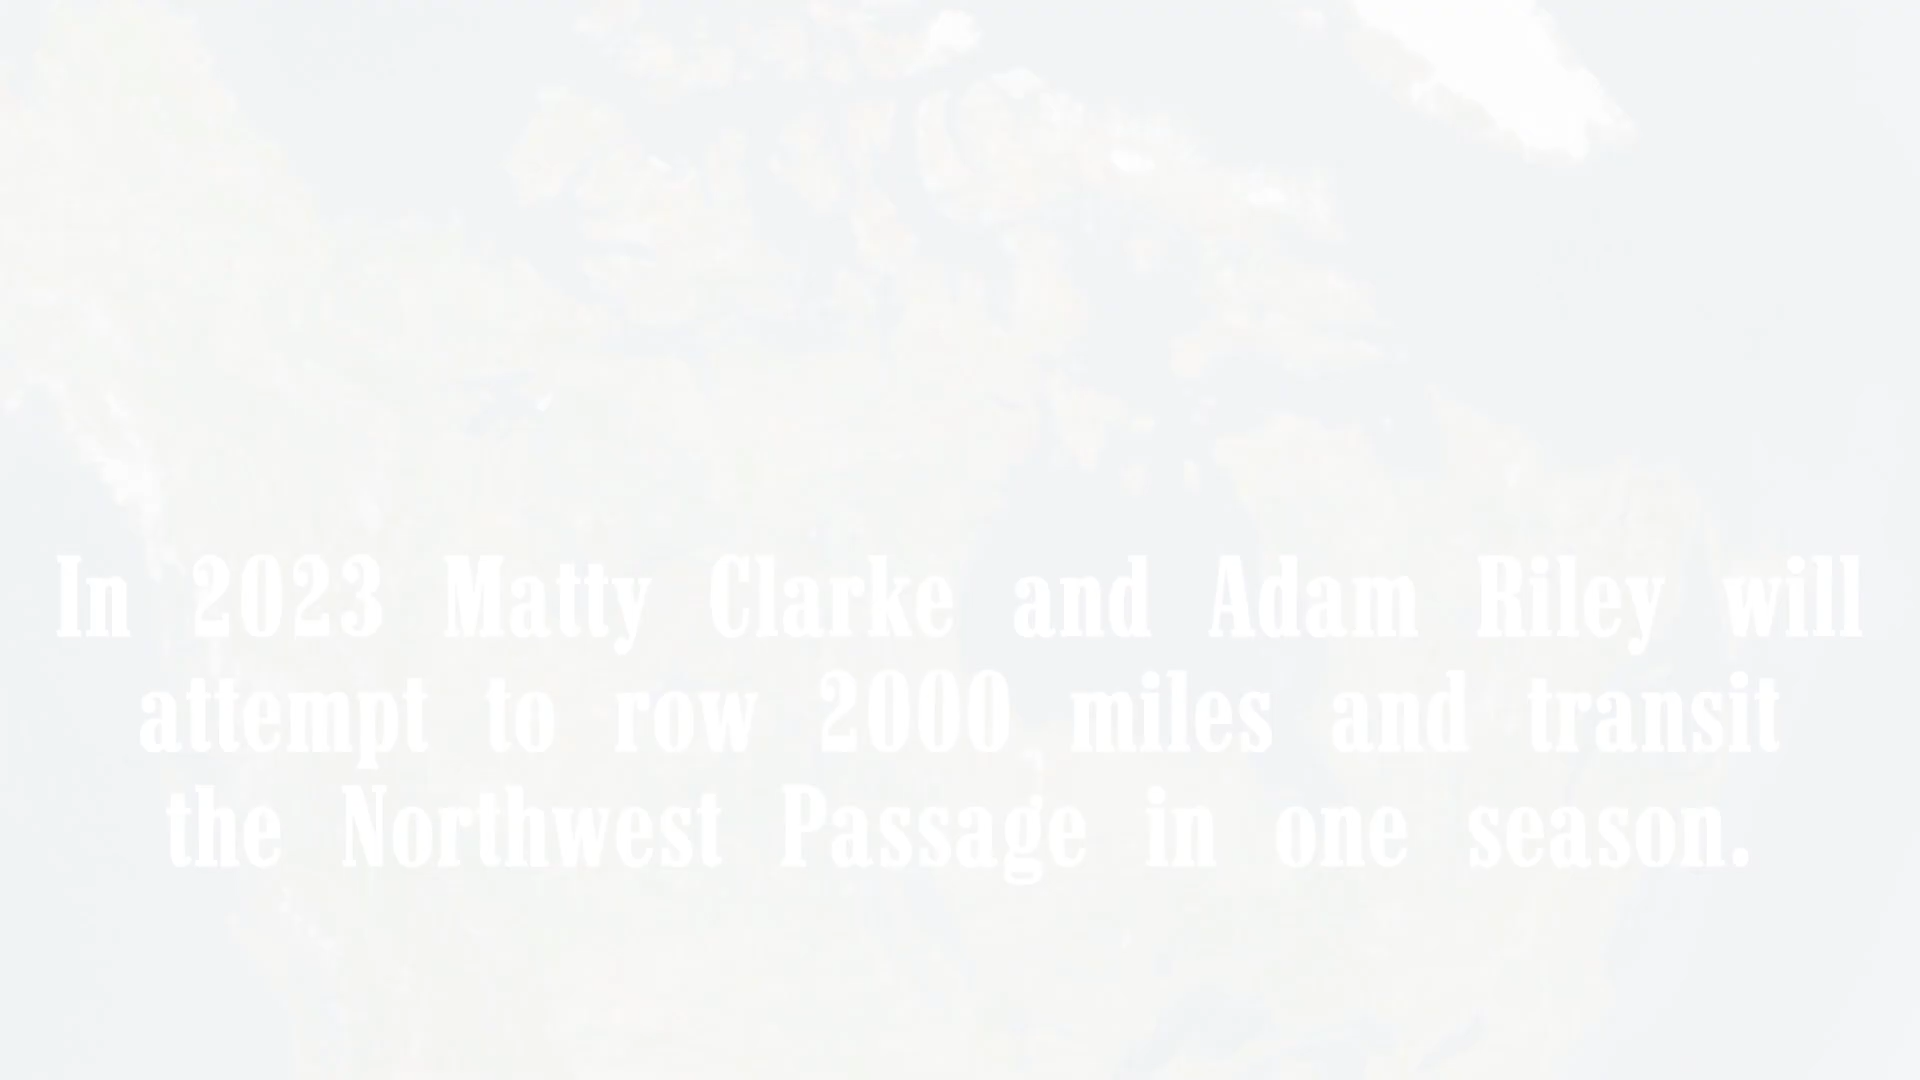 In 2023 Matty Clarke and Adam Riley will
attempt to row 2000 miles and transit
the Northwest Passage in one season.